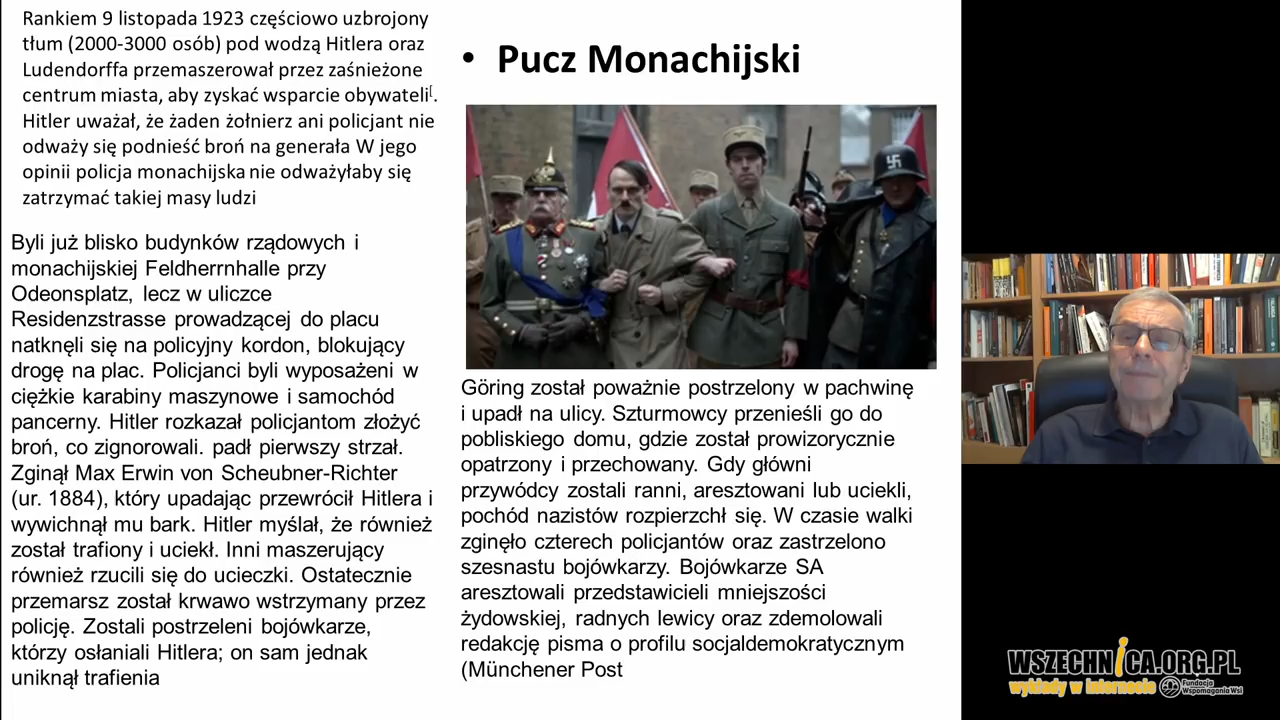 Rankiem 9 listopada 1923 częściowo uzbrojony
tłum (2000-3000 osób) pod wodzą Hitlera oraz
Ludendorffa przemaszerował przez zaśnieżone
centrum miasta, aby zyskać wsparcie obywateli[.
Hitler uważał, że żaden żołnierz ani policjant nie
odważy się podnieść broń na generała W jego
opinii policja monachijska nie odważyłaby się
zatrzymać takiej masy ludzi
Byli już blisko budynków rządowych i
monachijskiej Feldherrnhalle przy
Odeonsplatz, lecz w uliczce
Residenzstrasse prowadzącej do placu
natknęli się na policyjny kordon, blokujący
drogę na plac. Policjanci byli wyposażeni w
ciężkie karabiny maszynowe i samochód
pancerny. Hitler rozkazał policjantom złożyć
broń, co zignorowali. padł pierwszy strzał.
Zginął Max Erwin von Scheubner-Richter
(ur. 1884), który upadając przewrócił Hitlera i
wywichnął mu bark. Hitler myślał, że również
został trafiony i uciekł. Inni maszerujący
również rzucili się do ucieczki. Ostatecznie
przemarsz został krwawo wstrzymany przez
policję. Zostali postrzeleni bojówkarze,
którzy osłaniali Hitlera; on sam jednak
uniknął trafienia
• Pucz Monachijski
Göring został poważnie postrzelony w pachwinę
i upadł na ulicy. Szturmowcy przenieśli go do
pobliskiego domu, gdzie został prowizorycznie
opatrzony i przechowany. Gdy główni
przywódcy zostali ranni, aresztowani lub uciekli,
pochód nazistów rozpierzchł się. W czasie walki
zginęło czterech policjantów oraz zastrzelono
szesnastu bojówkarzy. Bojówkarze SA
aresztowali przedstawicieli mniejszości
żydowskiej, radnych lewicy oraz zdemolowali
redakcję pisma o profilu socjaldemokratycznym
(Münchener Post
WSZECHNICA.ORG.PL
wykłady w internecie
Fundacja
Wspomagania Wsi